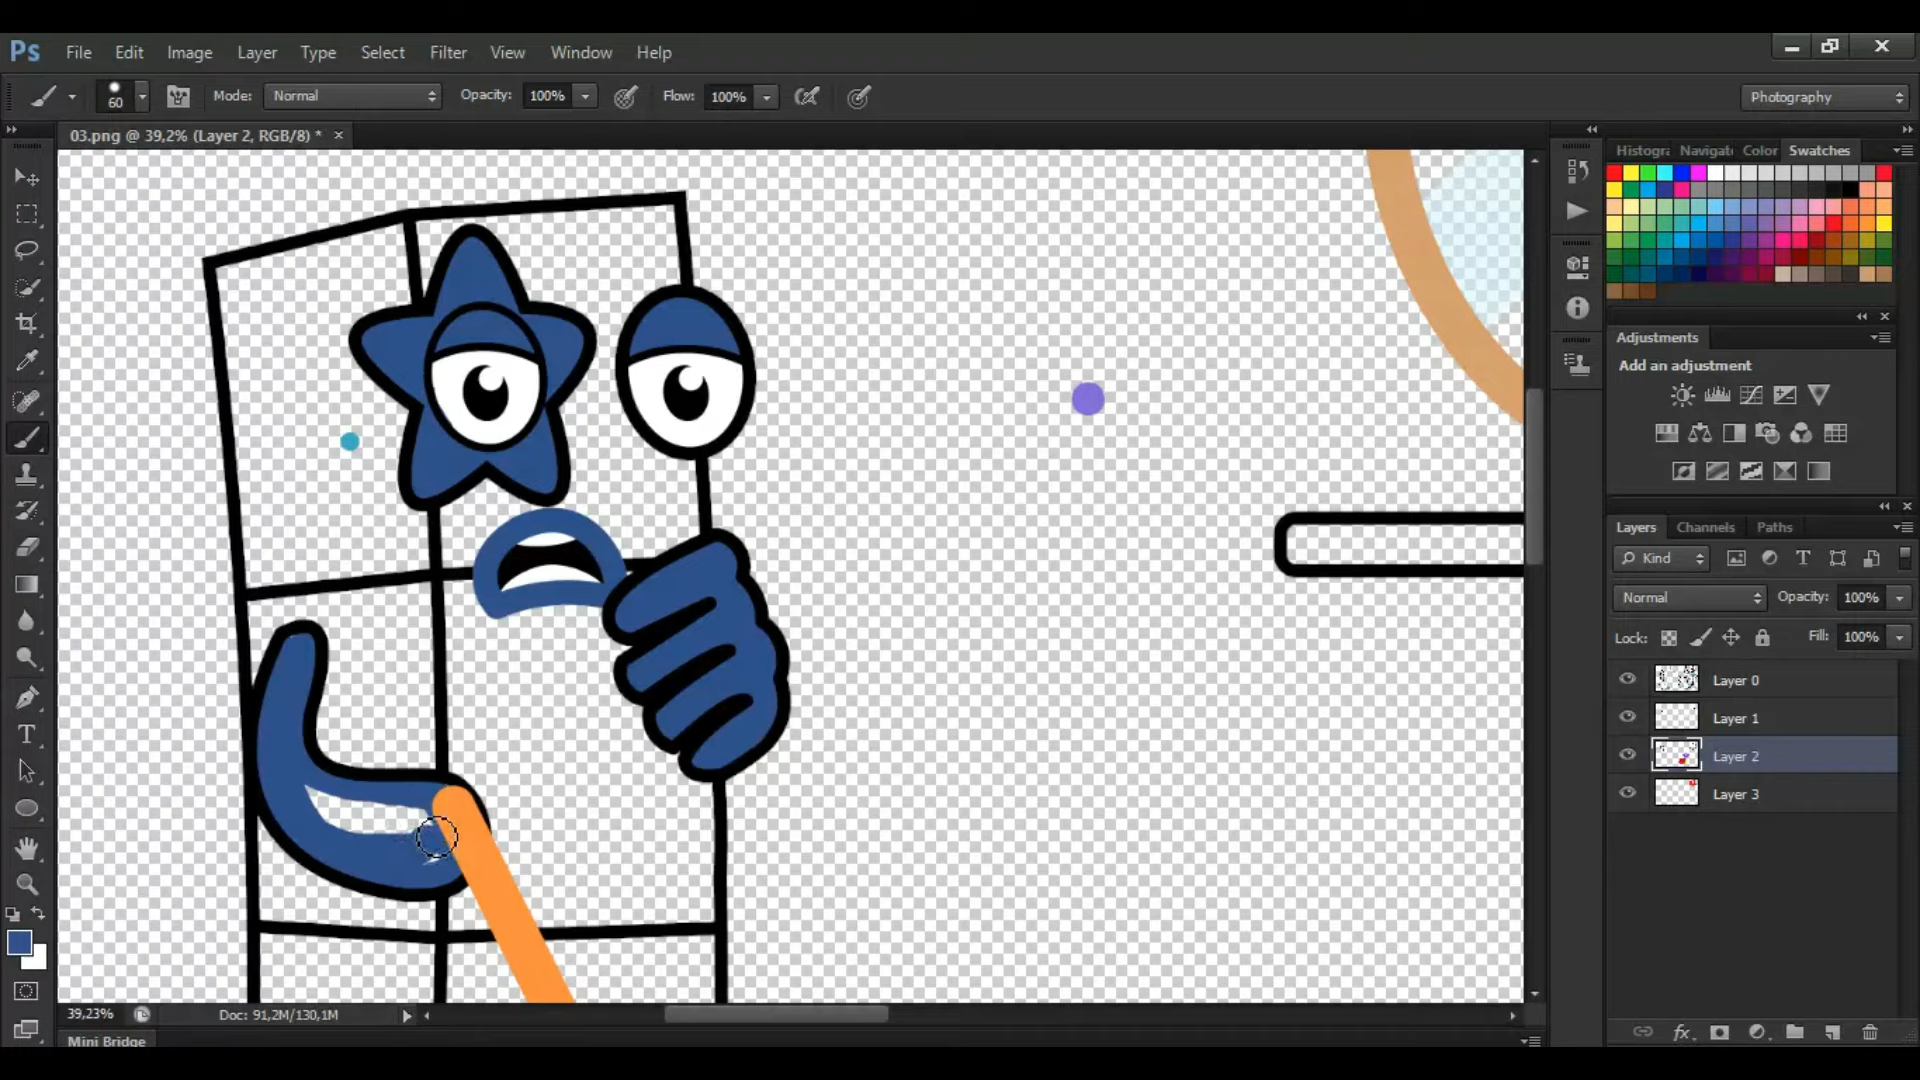 Ps File Edit Image Layer Type Select Filter View Window Help
60 Mode: Normal Opacity: 100% Flow: 100% Photography
03.png @ 39,2% (Layer 2, RGB/8) *
Histogra Navigate Color Swatches
Adjustments
Add an adjustment
Layers Channels Paths
Kind
Normal Opacity: 100%
Lock: Fill: 100%
Layer 0
Layer 1
Layer 2
Layer 3
39,23% Doc: 91,2M/130,1M
Mini Bridge